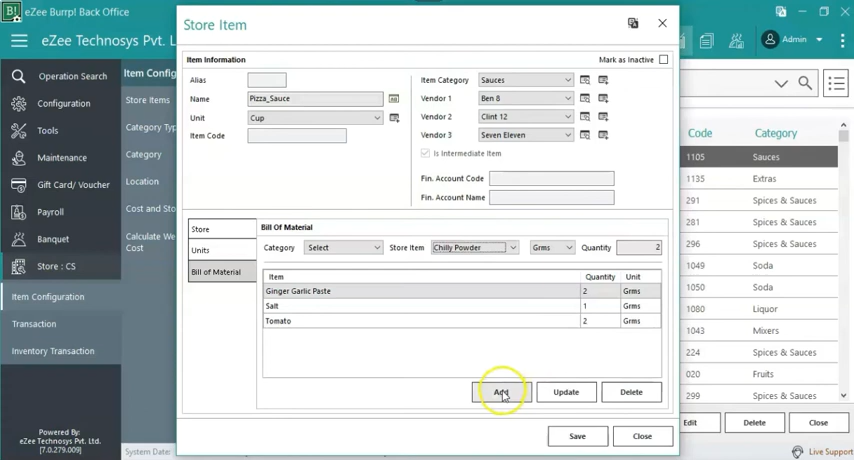 eZee Burrp! Back Office
eZee Technosys Pvt. L
Admin
Operation Search
Configuration
Tools
Maintenance
Gift Card/ Voucher
Payroll
Banquet
Store : CS
Item Configuration
Transaction
Inventory Transaction
Powered By:
eZee Technosys Pvt. Ltd.
[7.0.279.009]
Item Config
Store Items
Category Typ
Category
Location
Cost and Sto
Calculate We
Cost
System Date:
Store Item
Item Information
Mark as Inactive
Alias
Name Pizza_Sauce
Unit Cup
Item Code
Item Category Sauces
Vendor 1 Ben 8
Vendor 2 Clint 12
Vendor 3 Seven Eleven
Is Intermediate Item
Fin. Account Code
Fin. Account Name
Store
Units
Bill of Material
Bill Of Material
Category Select Store Item Chilly Powder Grms Quantity 2
Item Quantity Unit
Ginger Garlic Paste 2 Grms
Salt 1 Grms
Tomato 2 Grms
Add Update Delete
Save Close
Code Category
1105 Sauces
1135 Extras
291 Spices & Sauces
281 Spices & Sauces
296 Spices & Sauces
1049 Soda
1050 Soda
1080 Liquor
1043 Mixers
224 Spices & Sauces
020 Fruits
299 Spices & Sauces
Edit Delete Close
Live Support